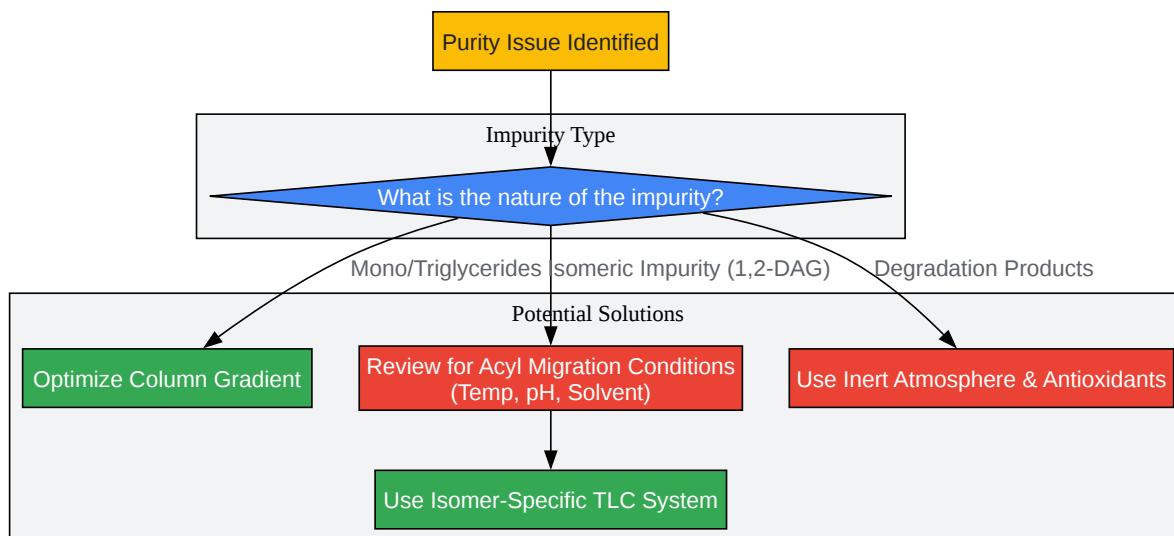 Purity Issue Identified
Impurity Type
What is the nature of the impurity?
Mono/Triglycerides
Isomeric Impurity (1,2-DAG)
Degradation Products
Potential Solutions
Optimize Column Gradient
Review for Acyl Migration Conditions
(Temp, pH, Solvent)
Use Inert Atmosphere & Antioxidants
Use Isomer-Specific TLC System